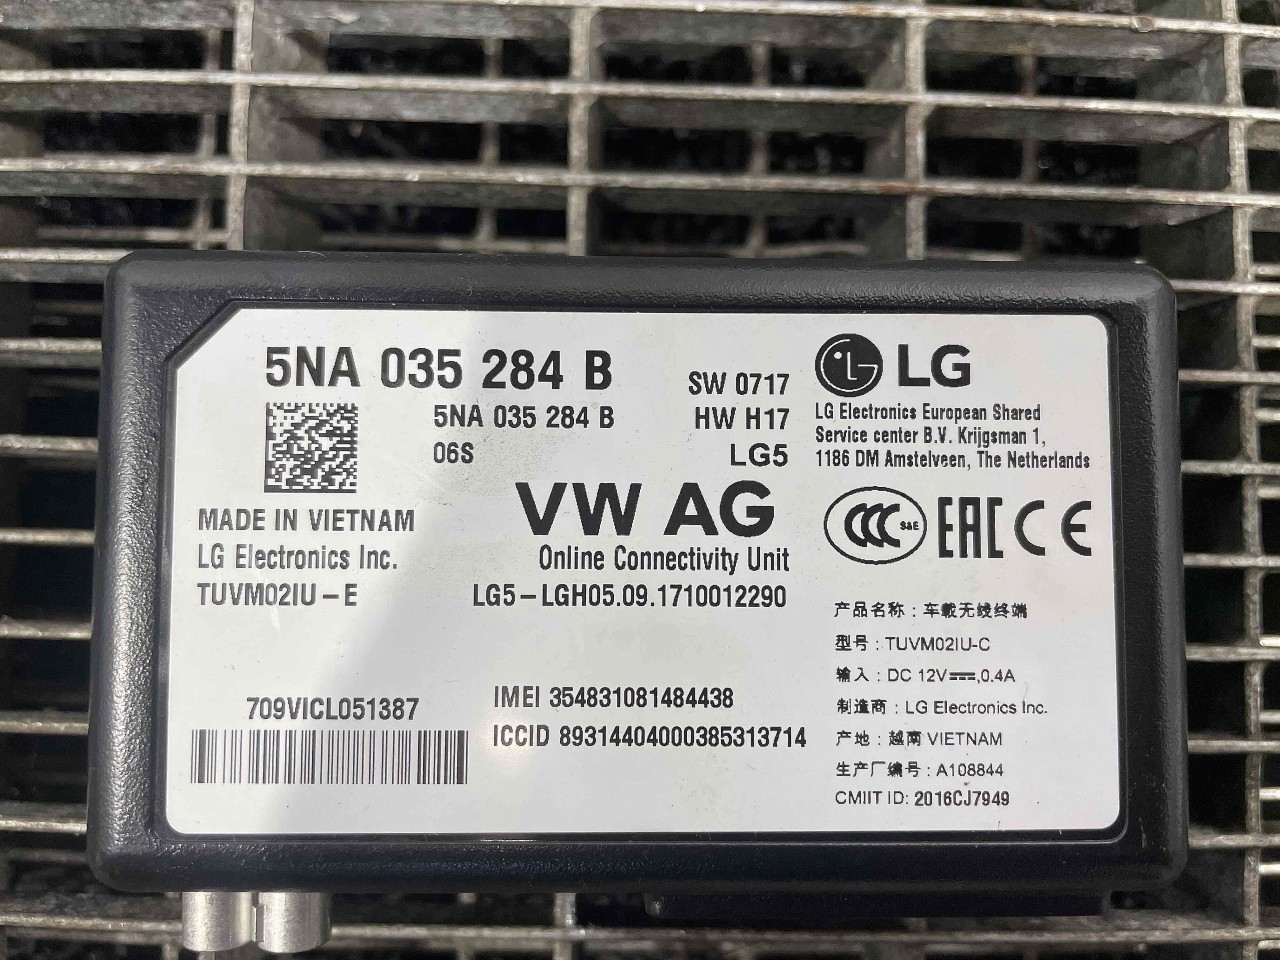 5NA 035 284 B
5NA 035 284 B
06S
SW 0717
HW H17
LG5
LG
LG Electronics European Shared
Service center B.V. Krijgsman 1,
1186 DM Amstelveen, The Netherlands
MADE IN VIETNAM
LG Electronics Inc.
TUVM02IU-E
VW AG
Online Connectivity Unit
LG5-LGH05.09.1710012290
CCC S&E EAC CE
产品名称: 车载无线终端
型号: TUVM02IU-C
输入: DC 12V⎓,0.4A
制造商: LG Electronics Inc.
产地: 越南 VIETNAM
生产厂编号: A108844
CMIIT ID: 2016CJ7949
709VICL051387
IMEI 354831081484438
ICCID 89314404000385313714